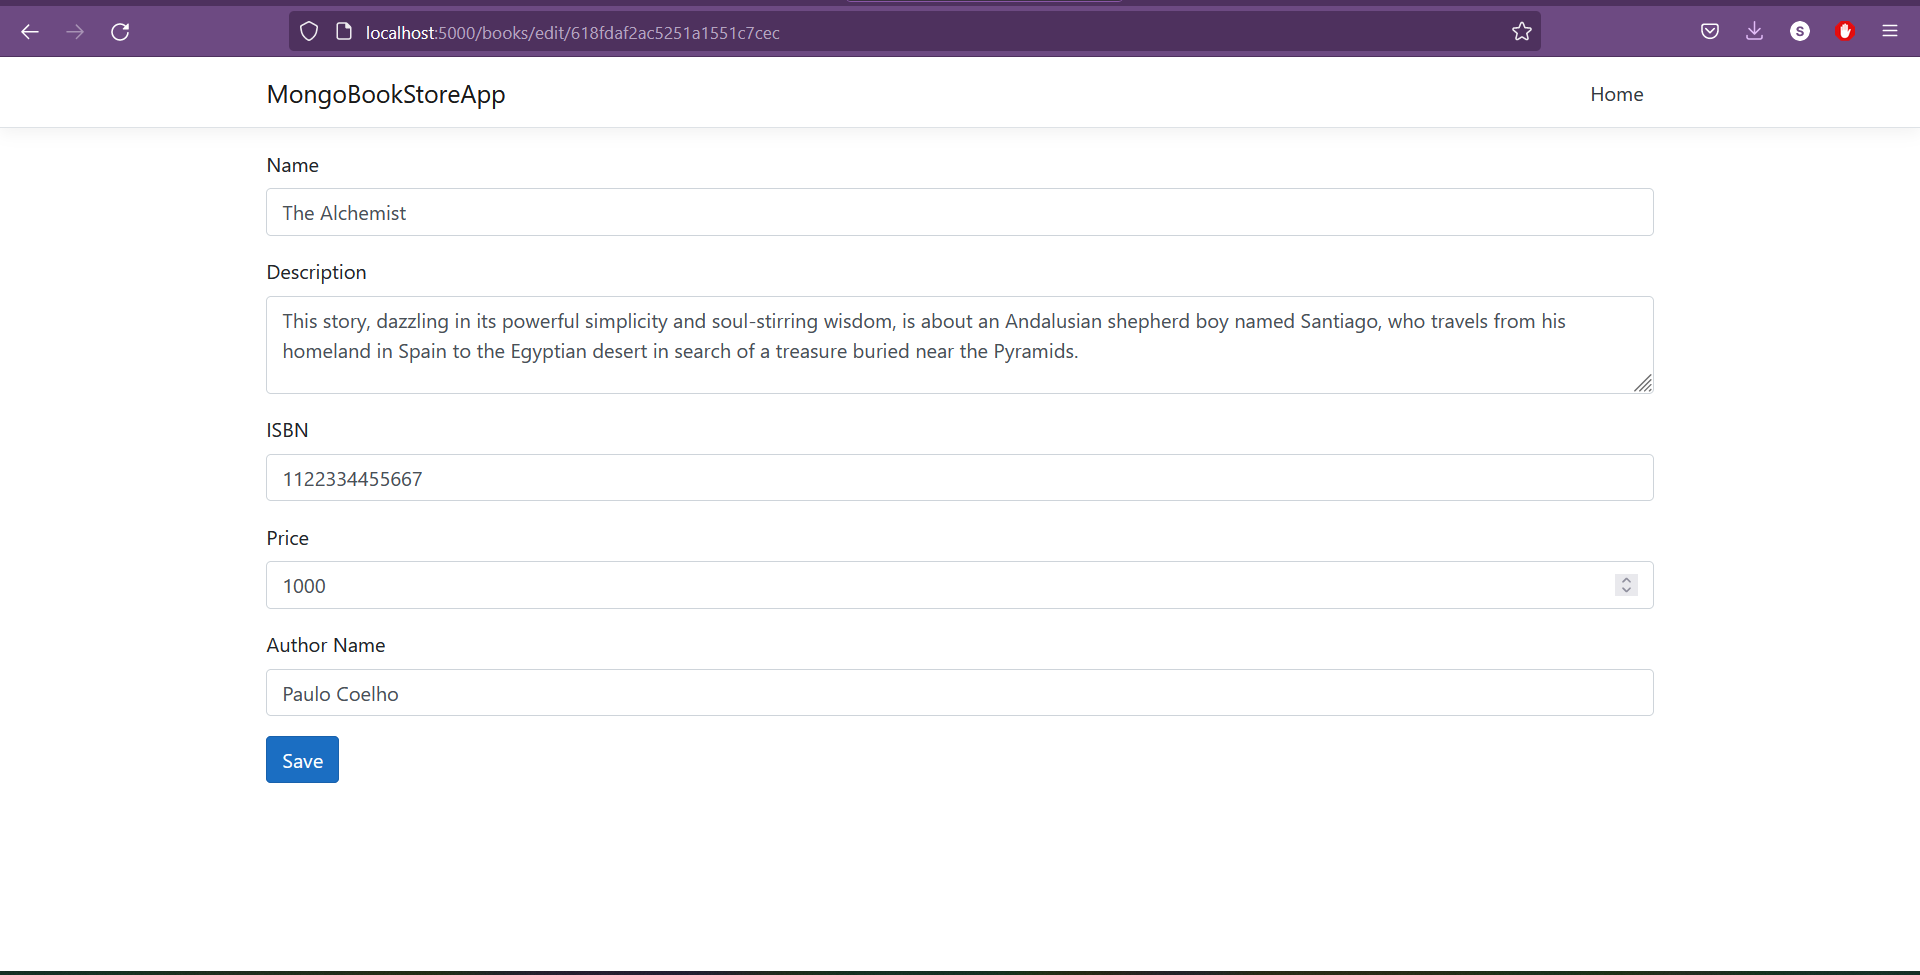 localhost:5000/books/edit/618fdaf2ac5251a1551c7cec
S
MongoBookStoreApp
Home
Name
The Alchemist
Description
This story, dazzling in its powerful simplicity and soul-stirring wisdom, is about an Andalusian shepherd boy named Santiago, who travels from his
homeland in Spain to the Egyptian desert in search of a treasure buried near the Pyramids.
ISBN
1122334455667
Price
1000
Author Name
Paulo Coelho
Save